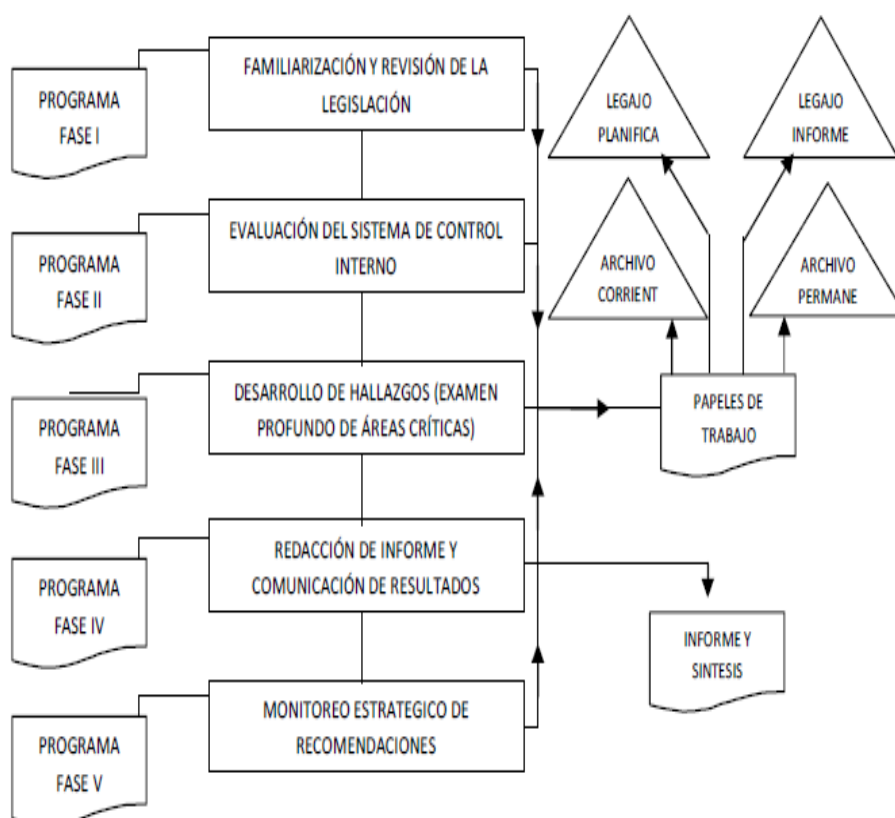 PROGRAMA
FASE I
FAMILIARIZACIÓN Y REVISIÓN DE LA
LEGISLACIÓN
LEGAJO
PLANIFICA
LEGAJO
INFORME
PROGRAMA
FASE II
EVALUACIÓN DEL SISTEMA DE CONTROL
INTERNO
ARCHIVO
CORRIENT
ARCHIVO
PERMANE
PROGRAMA
FASE III
DESARROLLO DE HALLAZGOS (EXAMEN
PROFUNDO DE ÁREAS CRÍTICAS)
PAPELES DE
TRABAJO
PROGRAMA
FASE IV
REDACCIÓN DE INFORME Y
COMUNICACIÓN DE RESULTADOS
INFORME Y
SINTESIS
PROGRAMA
FASE V
MONITOREO ESTRATEGICO DE
RECOMENDACIONES